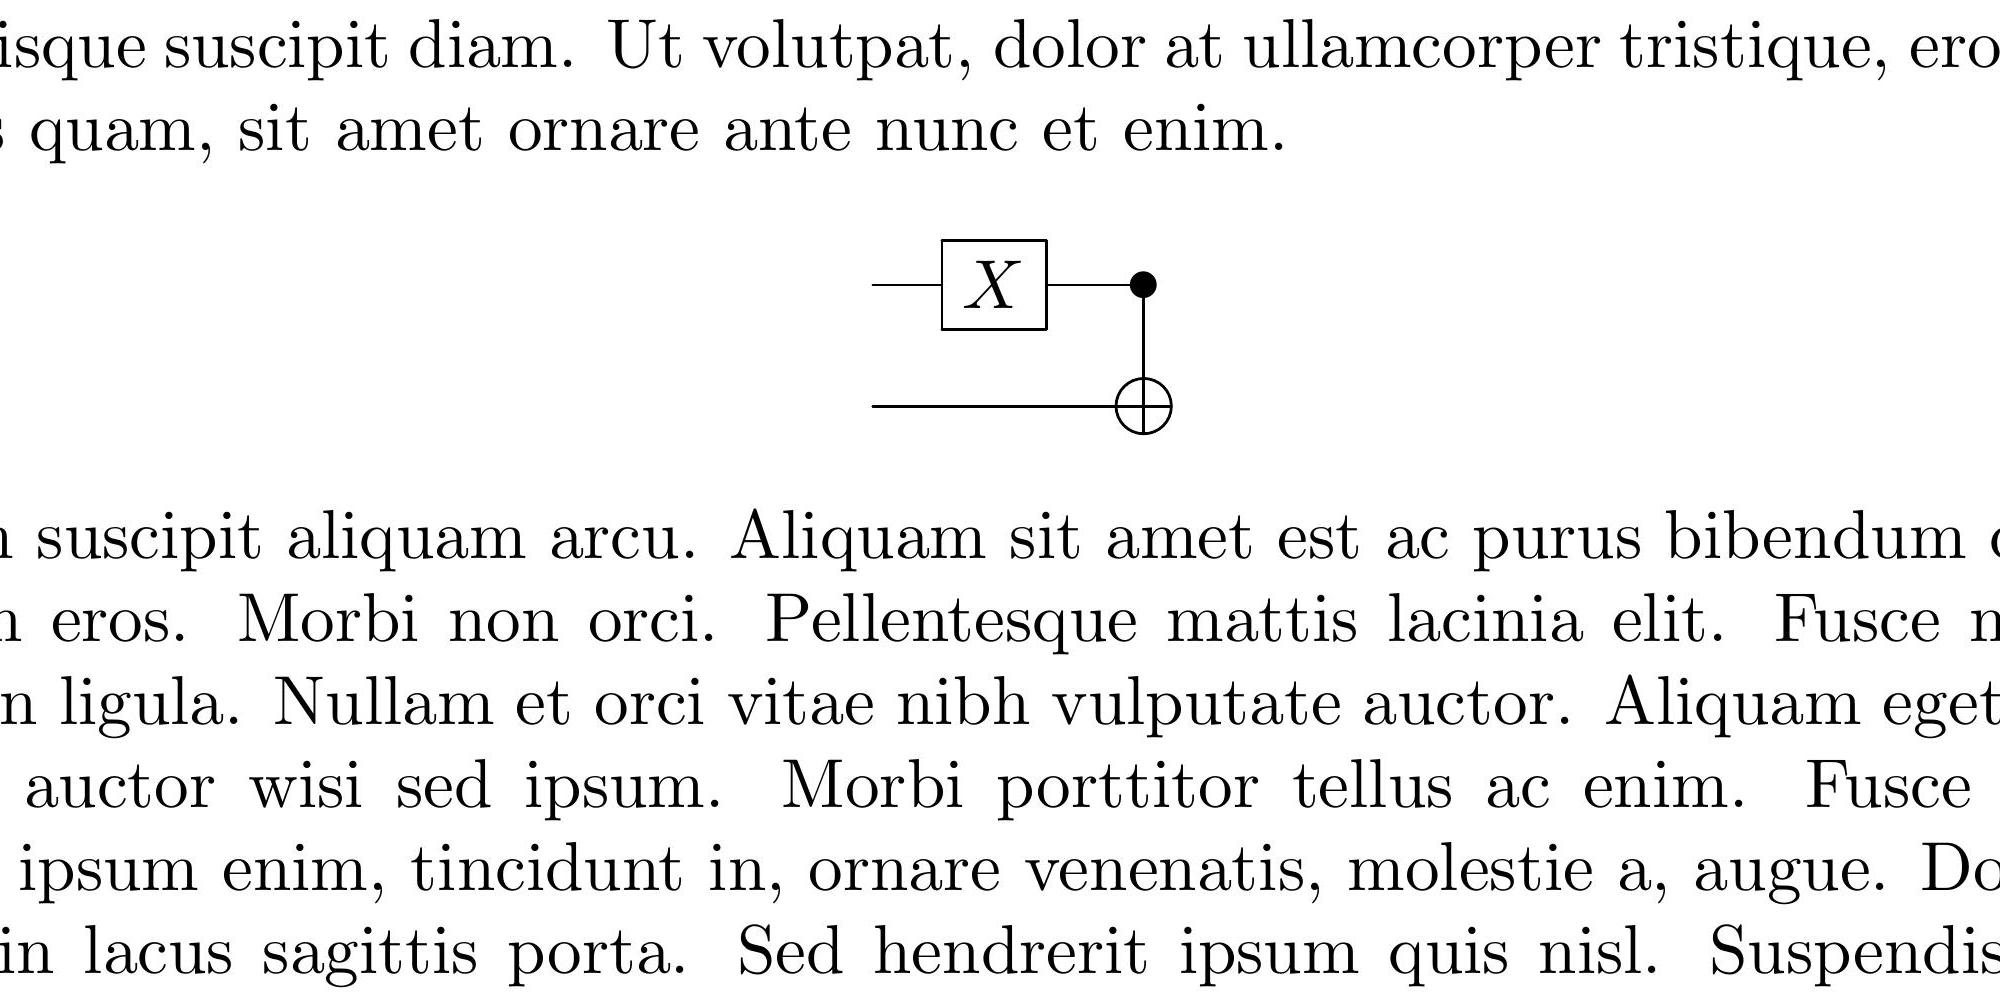 isque suscipit diam. Ut volutpat, dolor at ullamcorper tristique, ero
s quam, sit amet ornare ante nunc et enim.
X
suscipit aliquam arcu. Aliquam sit amet est ac purus bibendum
eros. Morbi non orci. Pellentesque mattis lacinia elit. Fusce
n ligula. Nullam et orci vitae nibh vulputate auctor. Aliquam eget
auctor wisi sed ipsum. Morbi porttitor tellus ac enim. Fusce
ipsum enim, tincidunt in, ornare venenatis, molestie a, augue. Do
in lacus sagittis porta. Sed hendrerit ipsum quis nisl. Suspendis